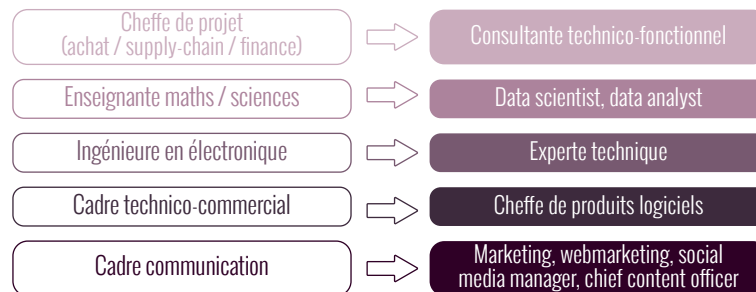 Cheffe de projet
(achat / supply-chain / finance)
Consultante technico-fonctionnel
Enseignante maths / sciences
Data scientist, data analyst
Ingénieure en électronique
Experte technique
Cadre technico-commercial
Cheffe de produits logiciels
Cadre communication
Marketing, webmarketing, social
media manager, chief content officer